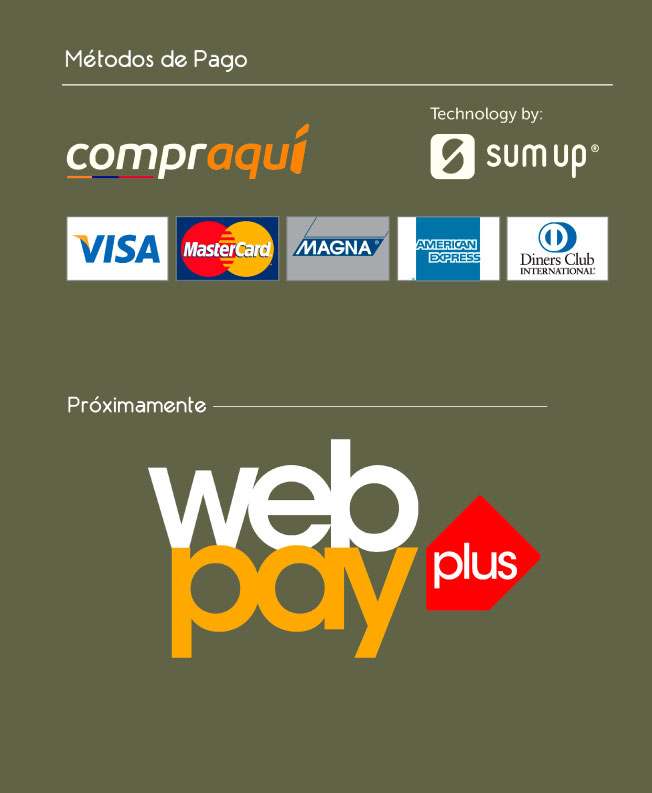 Métodos de Pago
Technology by:
compraquí
sumup®
VISA
MasterCard
MAGNA®
AMERICAN
EXPRESS
®
Diners Club
INTERNATIONAL®
Próximamente
web
pay
plus